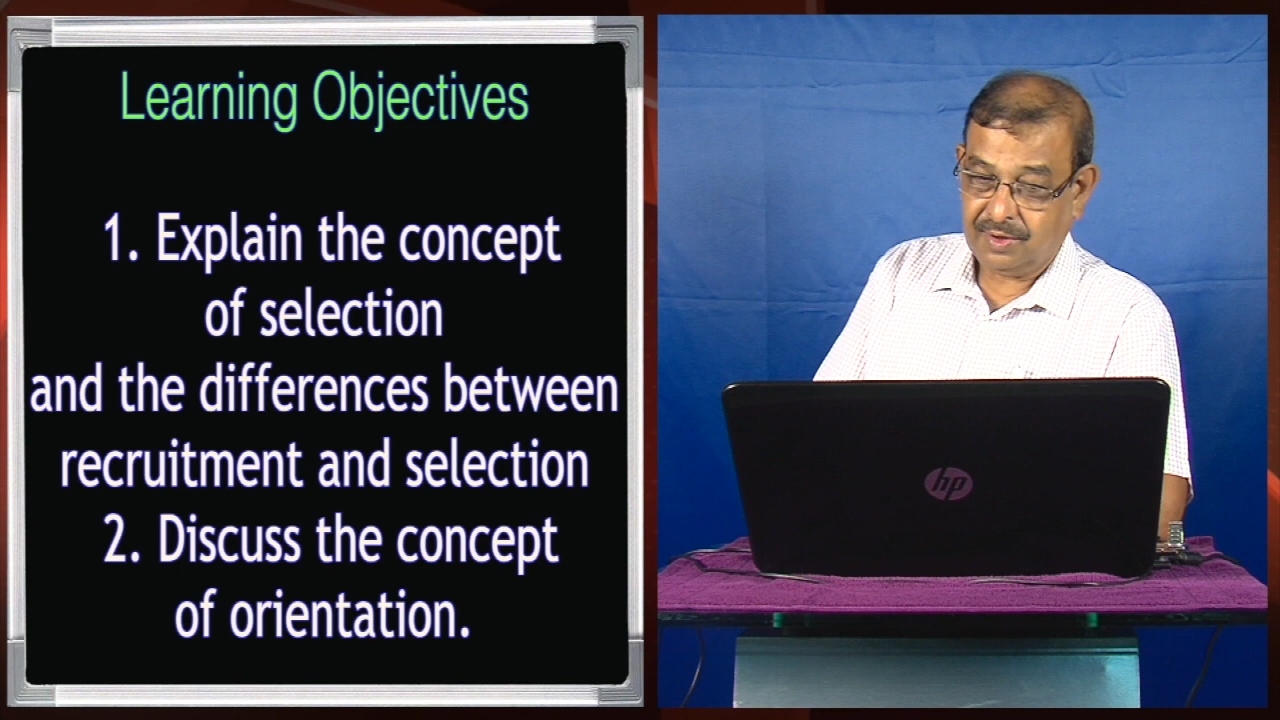 Learning Objectives
1. Explain the concept
of selection
and the differences between
recruitment and selection
2. Discuss the concept
of orientation.
hp